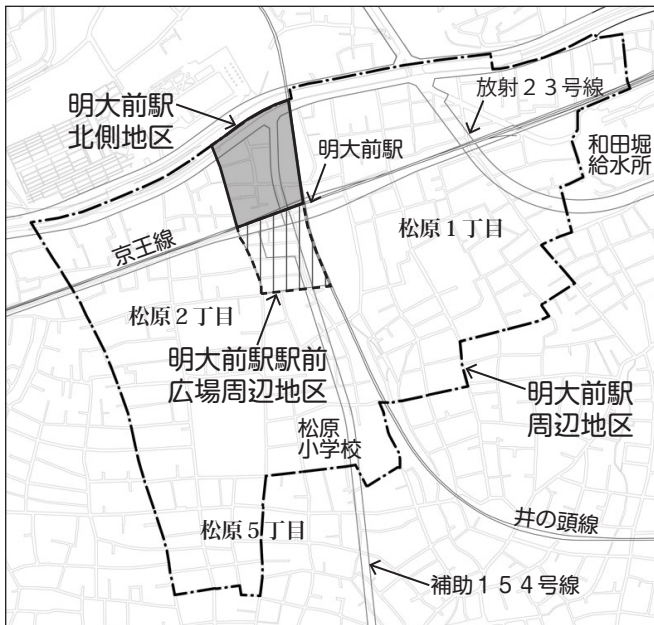 放射２３号線
明大前駅
北側地区
明大前駅
和田堀
給水所
松原１丁目
京王線
松原２丁目
明大前駅駅前
広場周辺地区
明大前駅
周辺地区
松原
小学校
井の頭線
松原５丁目
補助１５４号線